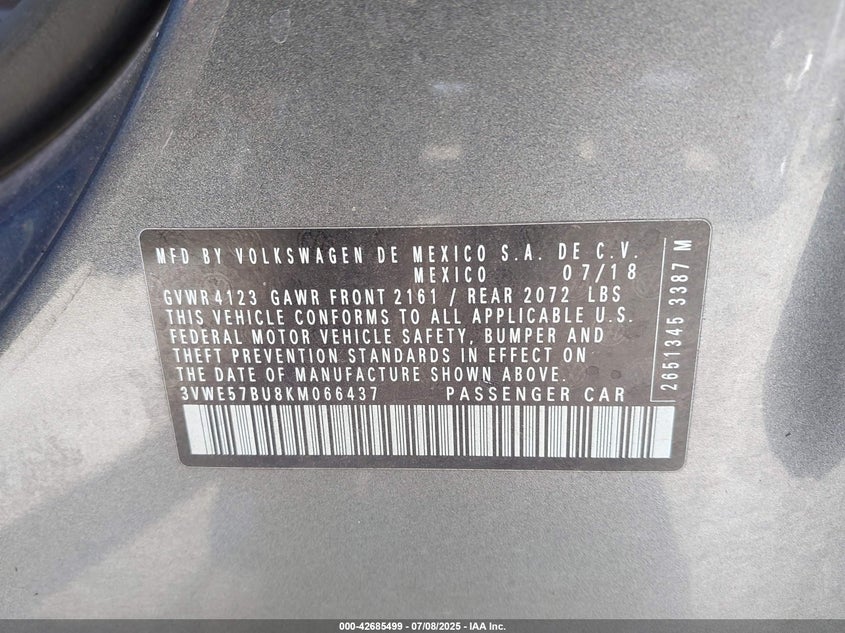 MFD BY VOLKSWAGEN DE MEXICO S.A. DE C.V.
MEXICO 07/18
GVWR 4123 GAWR FRONT 2161 / REAR 2072 LBS
THIS VEHICLE CONFORMS TO ALL APPLICABLE U.S.
FEDERAL MOTOR VEHICLE SAFETY, BUMPER AND
THEFT PREVENTION STANDARDS IN EFFECT ON
THE DATE OF MANUFACTURE SHOWN ABOVE.
3VWE57BU8KM066437 PASSENGER CAR
2651345 3387 M
000-42685499 - 07/08/2025 - IAA Inc.